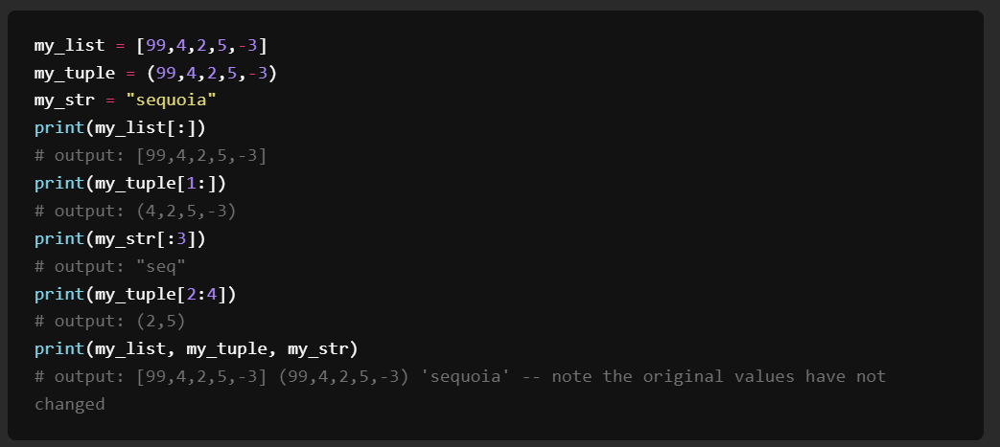 my_list = [99,4,2,5,-3]
my_tuple = (99,4,2,5,-3)
my_str = "sequoia"
print(my_list[:])
# output: [99,4,2,5,-3]
print(my_tuple[1:])
# output: (4,2,5,-3)
print(my_str[:3])
# output: "seq"
print(my_tuple[2:4])
# output: (2,5)
print(my_list, my_tuple, my_str)
# output: [99,4,2,5,-3] (99,4,2,5,-3) 'sequoia' -- note the original values have not
changed